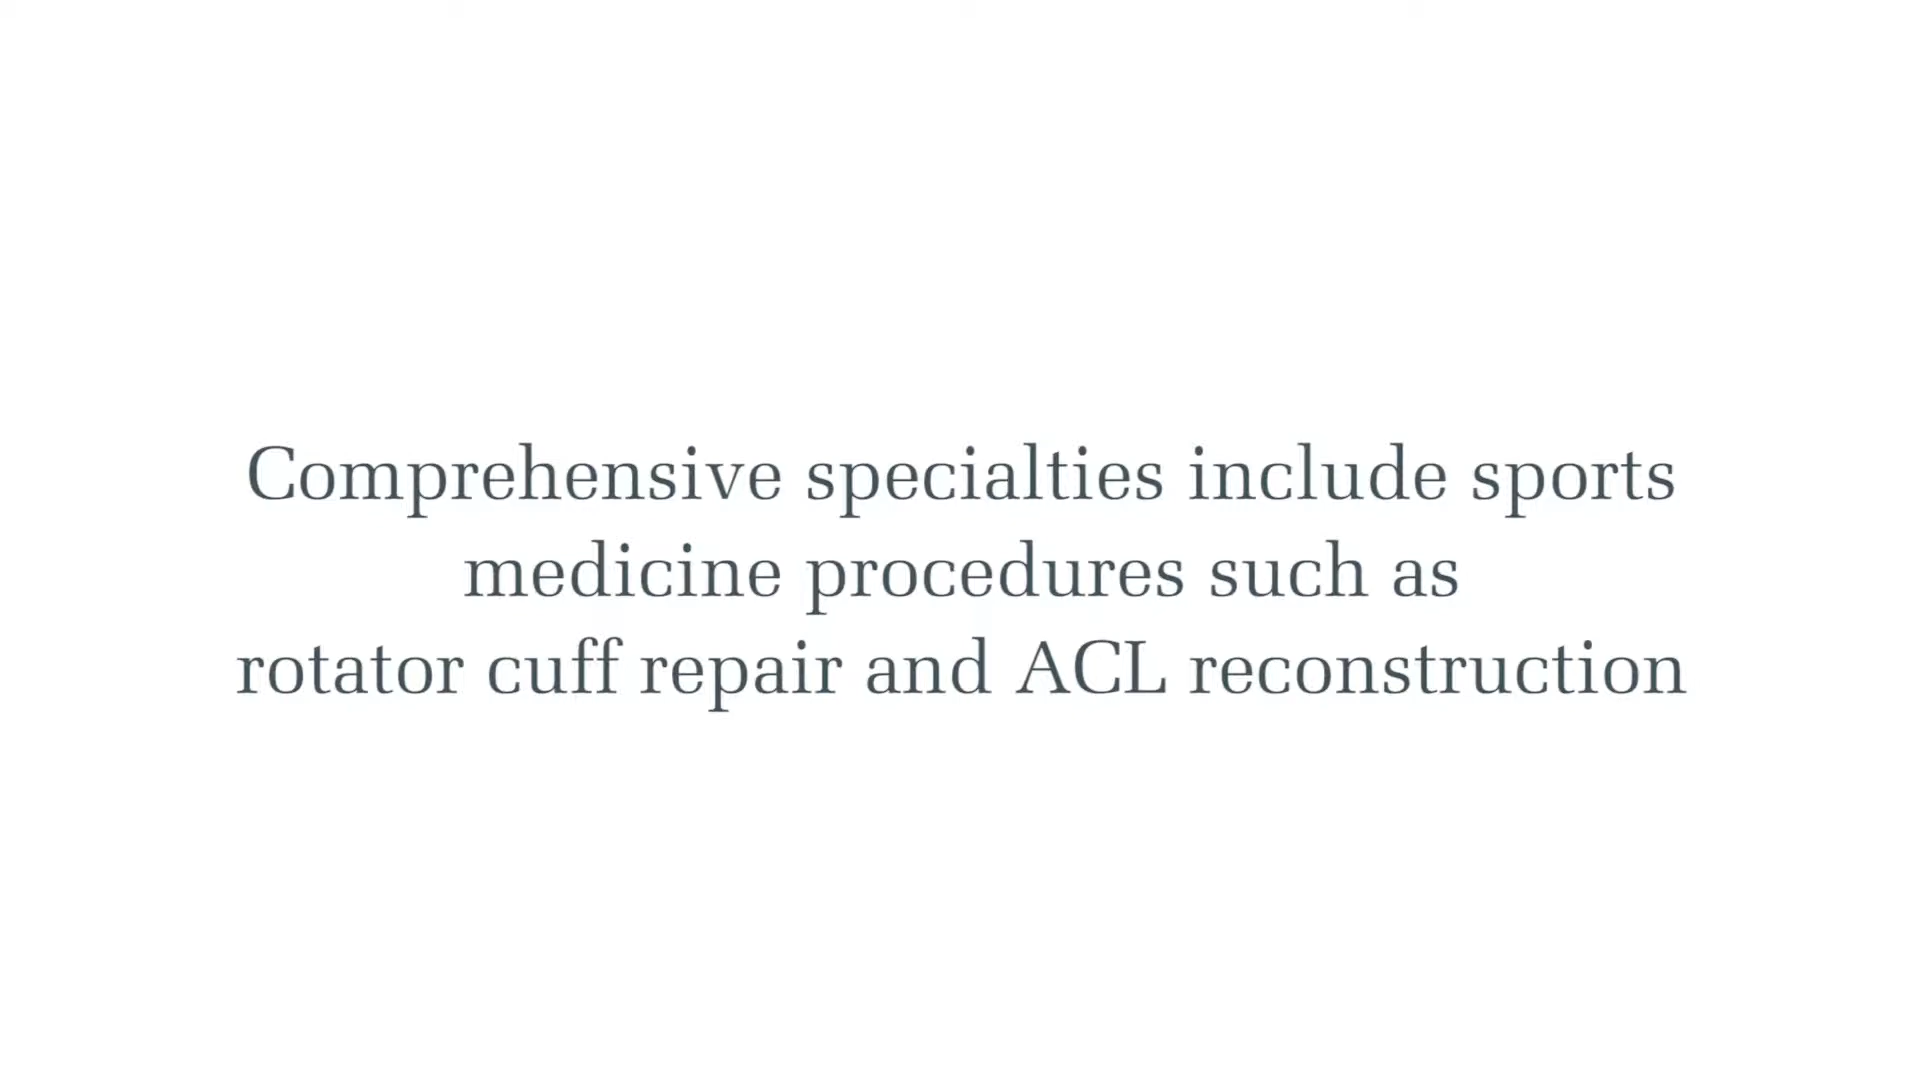 Comprehensive specialties include sports
medicine procedures such as
rotator cuff repair and ACL reconstruction